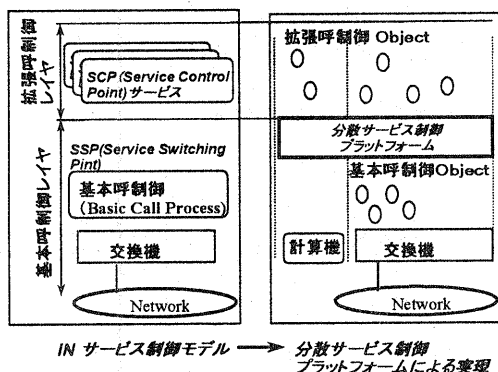 拡張呼制御
レイヤ
SCP(Service Control
Point)サービス
基本呼制御レイヤ
SSP(Service Switching
Pint)
基本呼制御
(Basic Call Process)
交換機
Network
拡張呼制御 Object
分散サービス制御
プラットフォーム
基本呼制御Object
計算機
交換機
Network
IN サービス制御モデル
分散サービス制御
プラットフォームによる実現